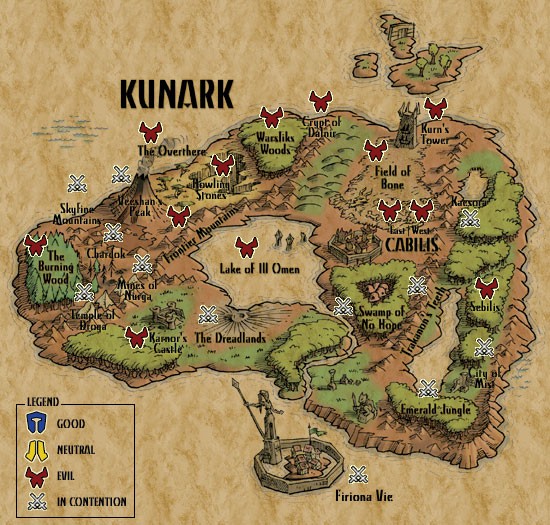 KUNARK
Crypt of
Dalnir
Kurn's
Tower
Warsliks
Woods
The Overthere
Howling
Stones
Field of
Bone
Veeshan's
Peak
Skyfire
Mountains
Frontier Mountains
Kaesora
East West
CABILIS
Chardok
The
Burning
Wood
Lake of Ill Omen
Mines of
Nurga
Sebilis
Temple of
Droga
Swamp of
No Hope
Trakanon's Teeth
Karnor's
Castle
The Dreadlands
City of
Mist
Emerald Jungle
LEGEND
GOOD
NEUTRAL
EVIL
IN CONTENTION
Firiona Vie